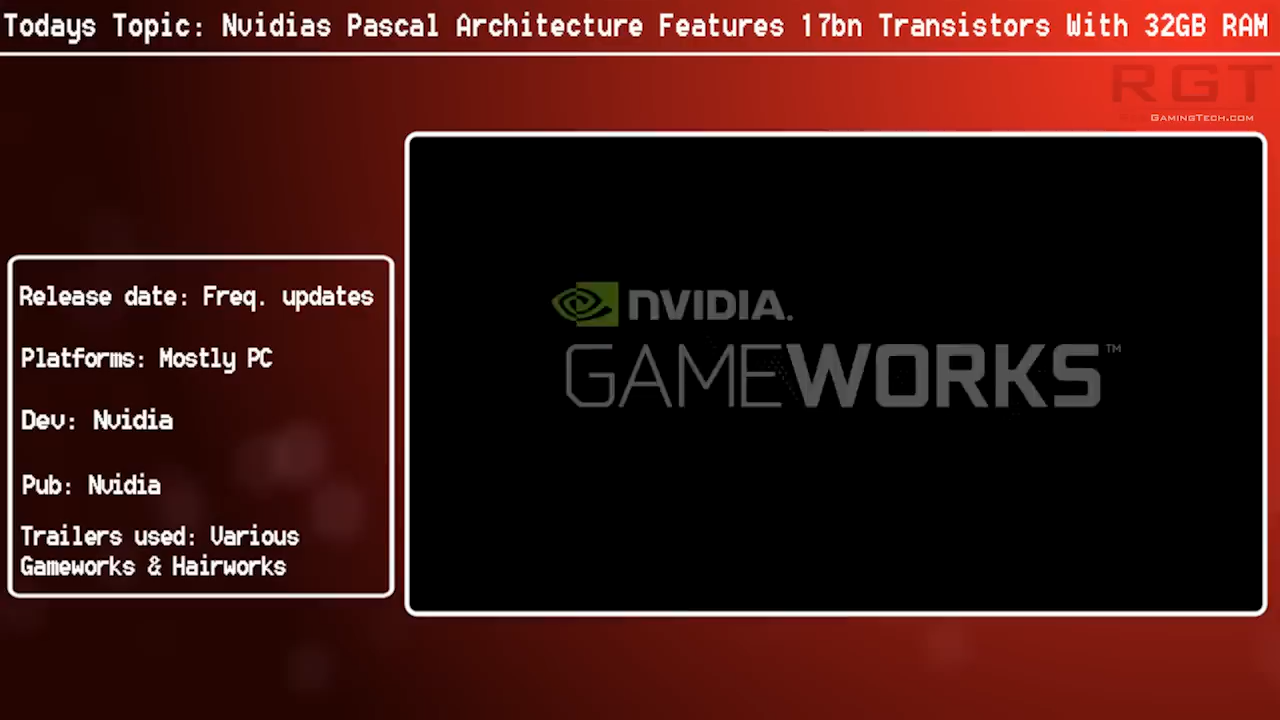 Todays Topic: Nvidias Pascal Architecture Features 17bn Transistors With 32GB RAM
RGT
GamingTech.com
Release date: Freq. updates
Platforms: Mostly PC
Dev: Nvidia
Pub: Nvidia
Trailers used: Various
Gameworks & Hairworks
NVIDIA.
GAMEWORKS™